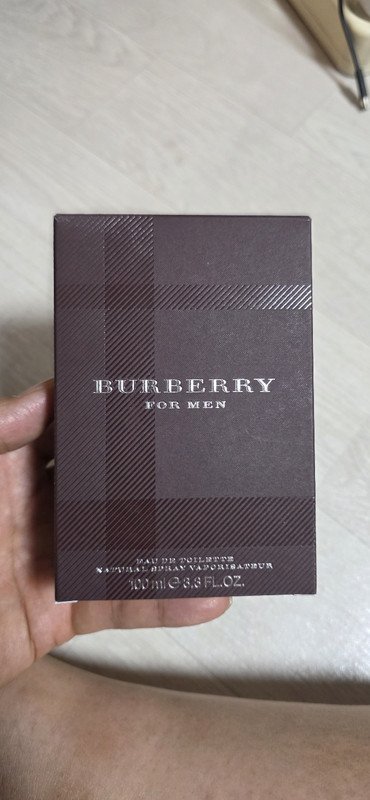 BURBERRY
FOR MEN
EAU DE TOILETTE
NATURAL SPRAY VAPORISATEUR
100 ml ℮ 3.3 FL.OZ.